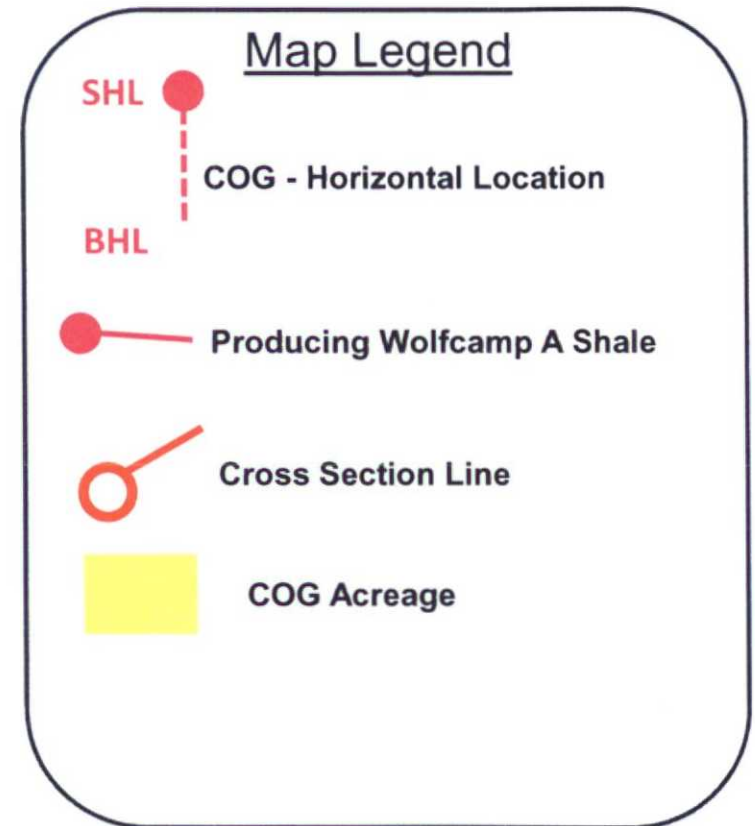 Map Legend
SHL
COG - Horizontal Location
BHL
Producing Wolfcamp A Shale
Cross Section Line
COG Acreage